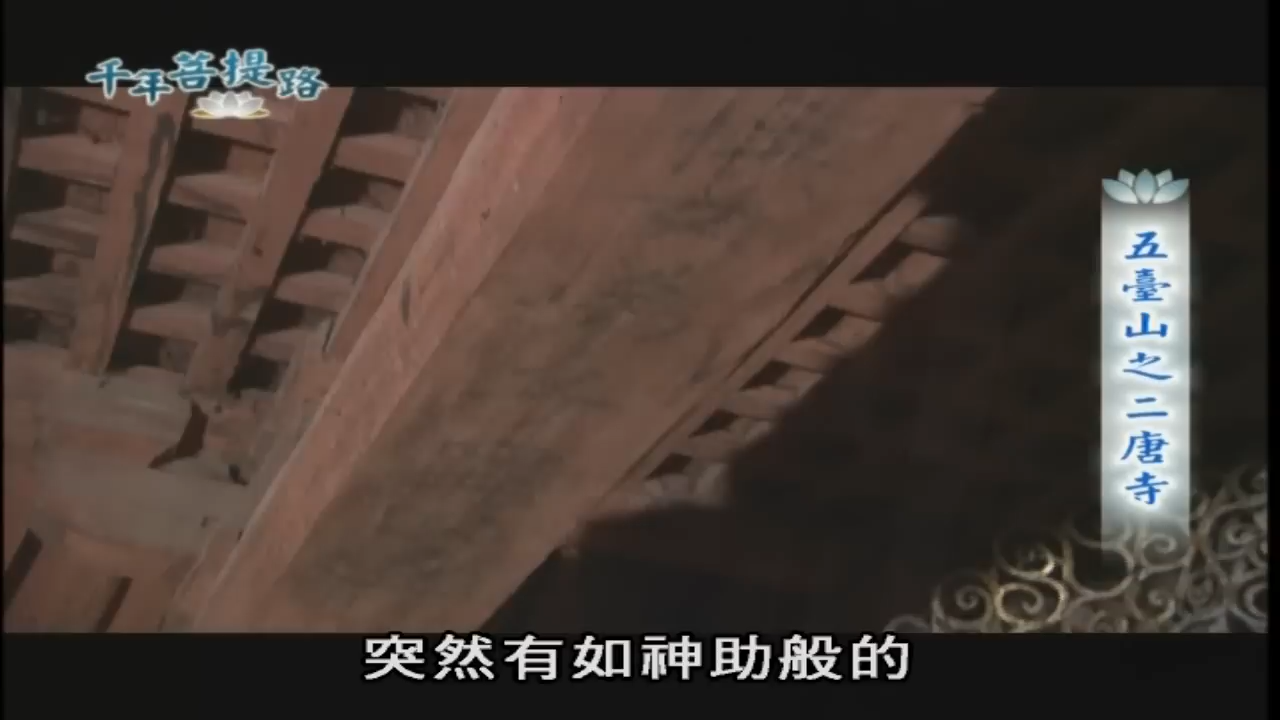 千年菩提路
五臺山之二唐寺
突然有如神助般的